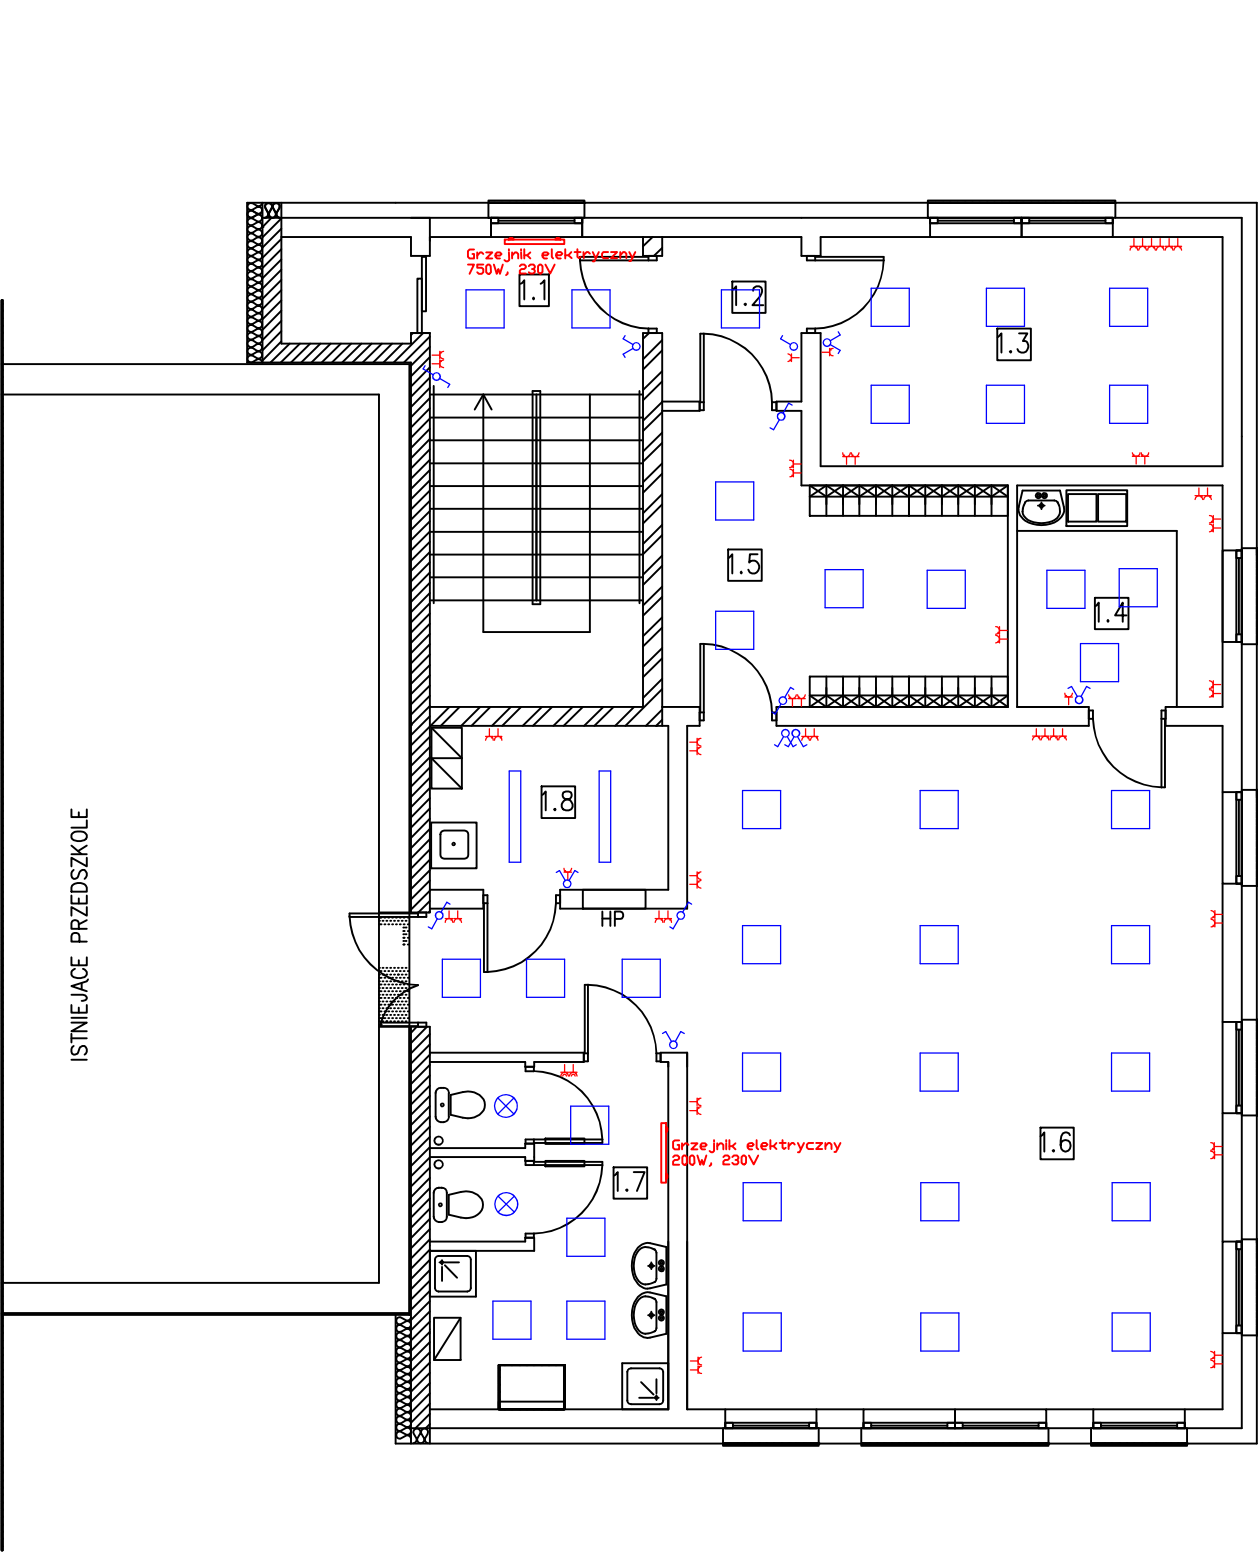 Grzejnik elektryczny
750W, 230V
1.1
1.2
1.3
1.5
1.4
1.8
HP
ISTNIEJĄCE PRZEDSZKOLE
Grzejnik elektryczny
200W, 230V
1.6
1.7